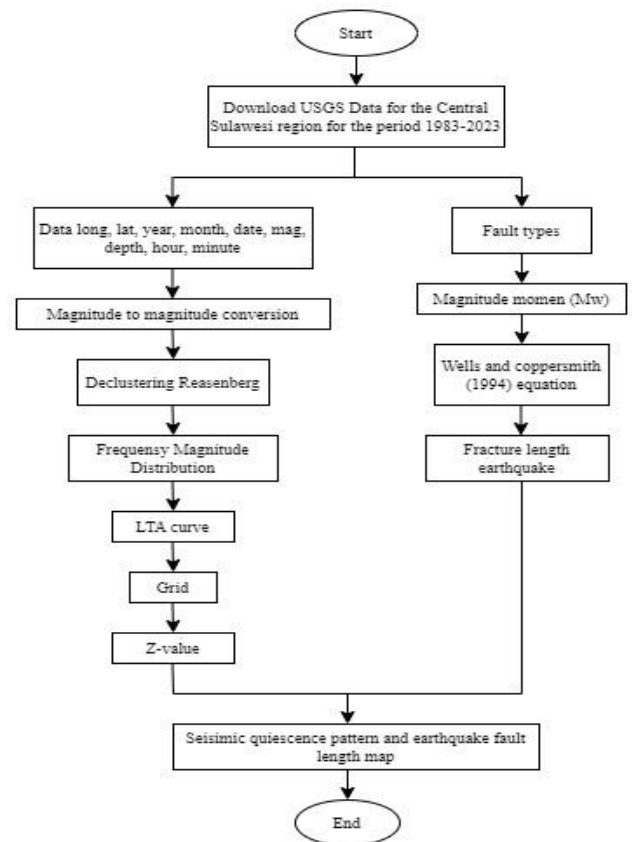 Start
Download USGS Data for the Central
Sulawesi region for the period 1983-2023
Data long, lat, year, month, date, mag,
depth, hour, minute
Magnitude to magnitude conversion
Declustering Reasenberg
Frequensy Magnitude
Distribution
LTA curve
Grid
Z-value
Fault types
Magnitude momen (Mw)
Wells and coppersmith
(1994) equation
Fracture length
earthquake
Seisimic quiescence pattern and earthquake fault
length map
End